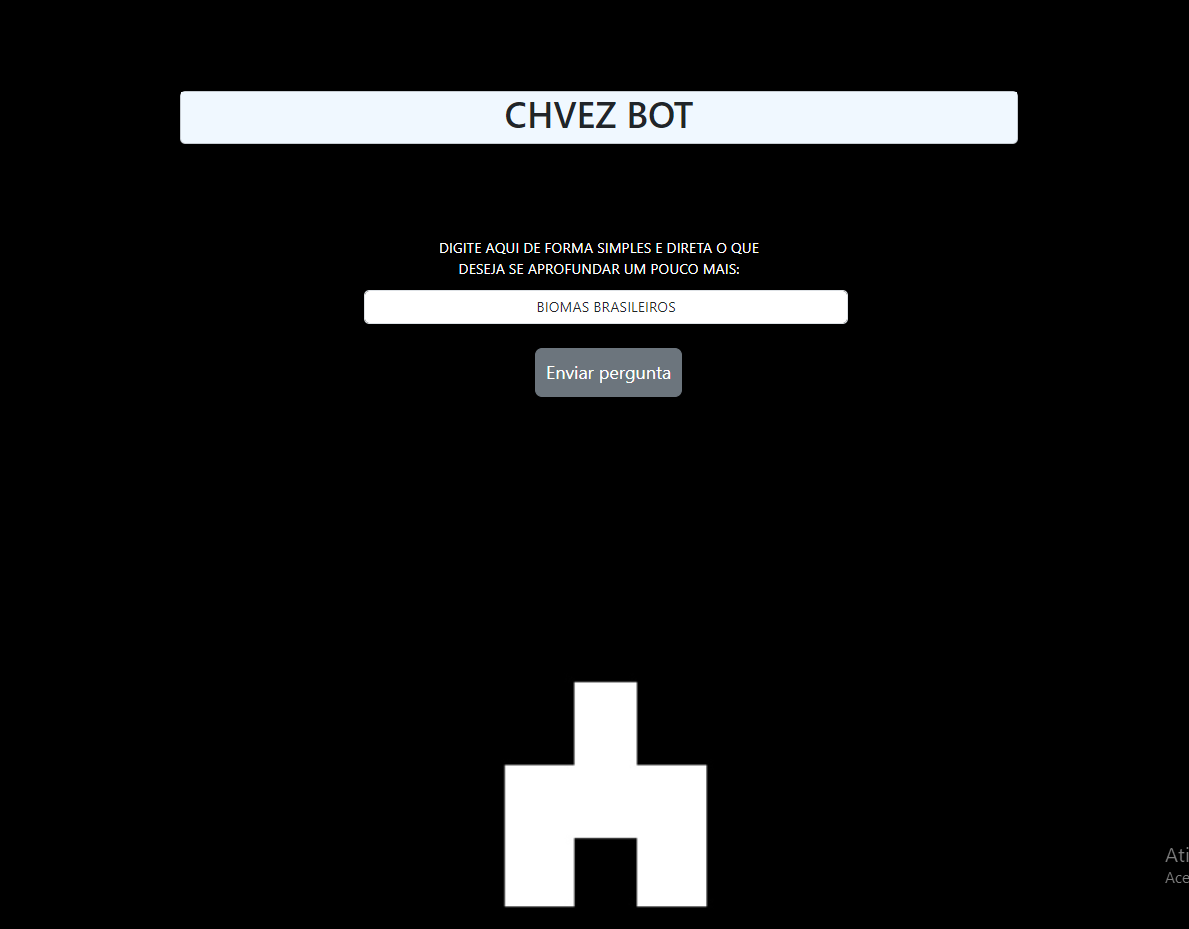 CHVEZ BOT
DIGITE AQUI DE FORMA SIMPLES E DIRETA O QUE
DESEJA SE APROFUNDAR UM POUCO MAIS:
BIOMAS BRASILEIROS
Enviar pergunta
Ati
Ace